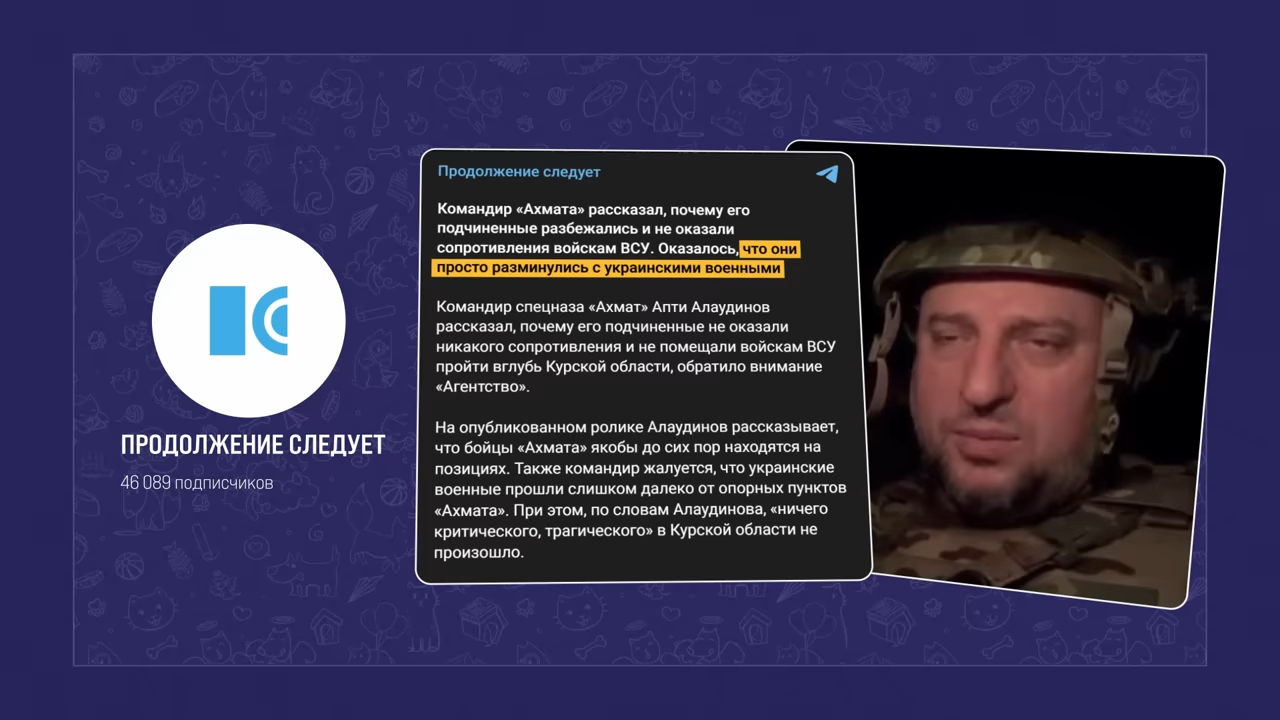 ПРОДОЛЖЕНИЕ СЛЕДУЕТ
46 089 подписчиков
Продолжение следует
Командир «Ахмата» рассказал, почему его
подчиненные разбежались и не оказали
сопротивления войскам ВСУ. Оказалось, что они
просто разминулись с украинскими военными
Командир спецназа «Ахмат» Апти Алаудинов
рассказал, почему его подчиненные не оказали
никакого сопротивления и не помещали войскам ВСУ
пройти вглубь Курской области, обратило внимание
«Агентство».
На опубликованном ролике Алаудинов рассказывает,
что бойцы «Ахмата» якобы до сих пор находятся на
позициях. Также командир жалуется, что украинские
военные прошли слишком далеко от опорных пунктов
«Ахмата». При этом, по словам Алаудинова, «ничего
критического, трагического» в Курской области не
произошло.